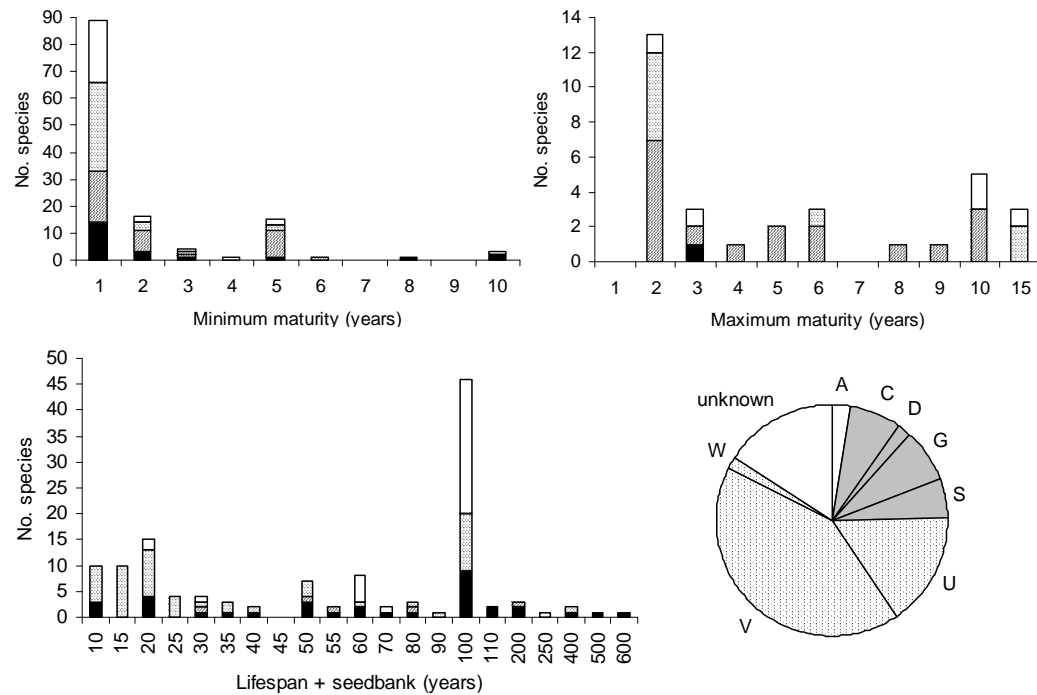 90
80
70
60
50
40
30
20
10
0
No. species
1 2 3 4 5 6 7 8 9 10
Minimum maturity (years)
14
12
10
8
6
4
2
0
No. species
1 2 3 4 5 6 7 8 9 10 15
Maximum maturity (years)
50
45
40
35
30
25
20
15
10
5
0
No. species
10 15 20 25 30 35 40 45 50 55 60 70 80 90 100 110 200 250 400 500 600
Lifespan + seedbank (years)
unknown
A
C
D
G
S
U
V
W